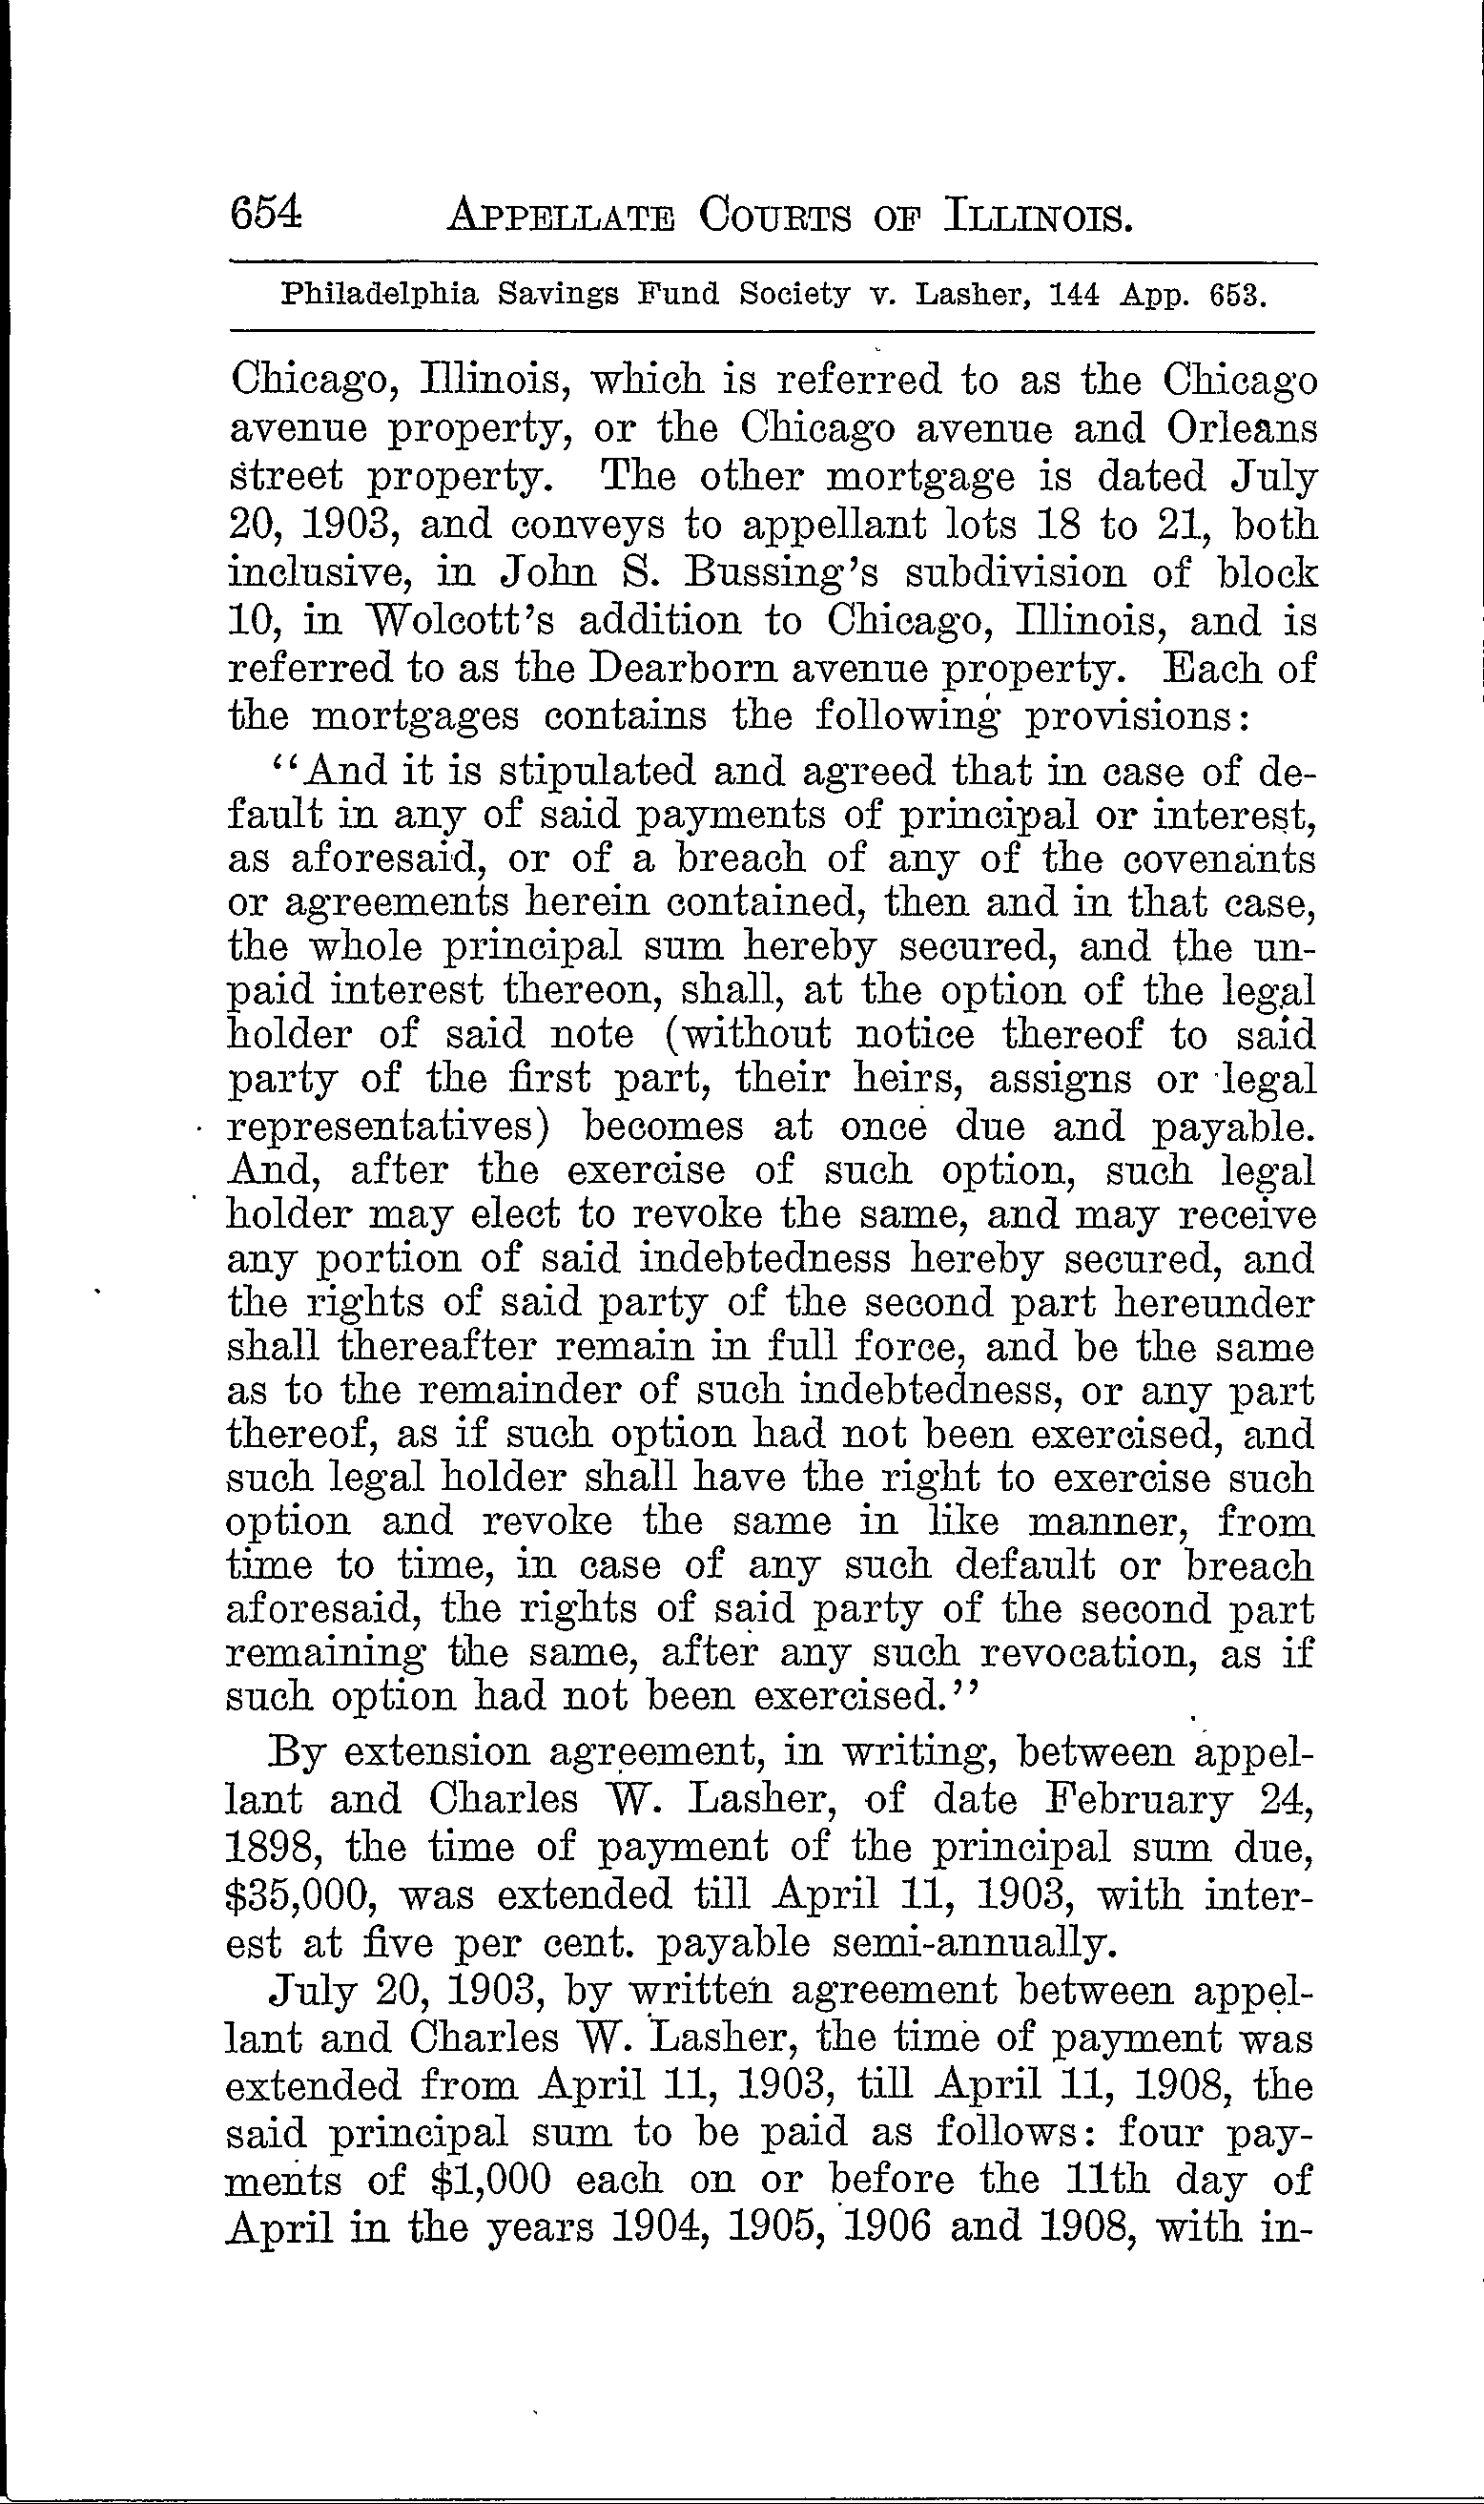 654 APPELLATE COURTS OF ILLINOIS.
Philadelphia Savings Fund Society v. Lasher, 144 App. 653.
Chicago, Illinois, which is referred to as the Chicago
avenue property, or the Chicago avenue and Orleans
street property. The other mortgage is dated July
20, 1903, and conveys to appellant lots 18 to 21, both
inclusive, in John S. Bussing's subdivision of block
10, in Wolcott's addition to Chicago, Illinois, and is
referred to as the Dearborn avenue property. Each of
the mortgages contains the following provisions:
"And it is stipulated and agreed that in case of de-
fault in any of said payments of principal or interest,
as aforesaid, or of a breach of any of the covenants
or agreements herein contained, then and in that case,
the whole principal sum hereby secured, and the un-
paid interest thereon, shall, at the option of the legal
holder of said note (without notice thereof to said
party of the first part, their heirs, assigns or legal
representatives) becomes at once due and payable.
And, after the exercise of such option, such legal
holder may elect to revoke the same, and may receive
any portion of said indebtedness hereby secured, and
the rights of said party of the second part hereunder
shall thereafter remain in full force, and be the same
as to the remainder of such indebtedness, or any part
thereof, as if such option had not been exercised, and
such legal holder shall have the right to exercise such
option and revoke the same in like manner, from
time to time, in case of any such default or breach
aforesaid, the rights of said party of the second part
remaining the same, after any such revocation, as if
such option had not been exercised."
By extension agreement, in writing, between appel-
lant and Charles W. Lasher, of date February 24,
1898, the time of payment of the principal sum due,
$35,000, was extended till April 11, 1903, with inter-
est at five per cent. payable semi-annually.
July 20, 1903, by written agreement between appel-
lant and Charles W. Lasher, the time of payment was
extended from April 11, 1903, till April 11, 1908, the
said principal sum to be paid as follows: four pay-
ments of $1,000 each on or before the 11th day of
April in the years 1904, 1905, 1906 and 1908, with in-